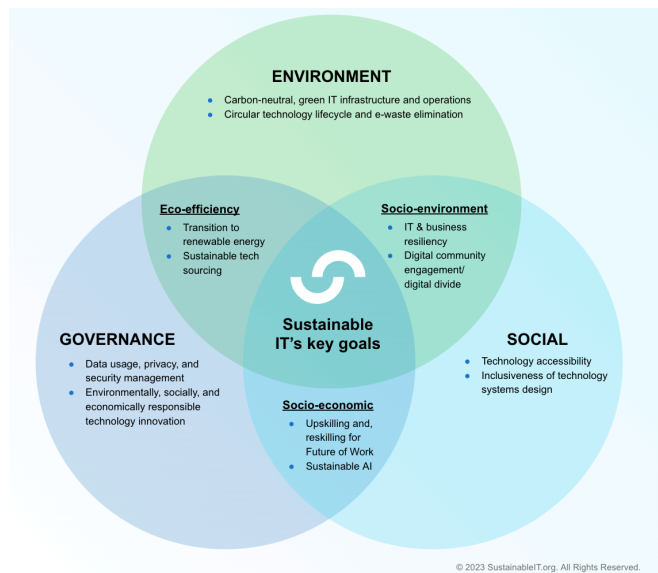 ENVIRONMENT
● Carbon-neutral, green IT infrastructure and operations
● Circular technology lifecycle and e-waste elimination
Eco-efficiency
● Transition to
renewable energy
● Sustainable tech
sourcing
Socio-environment
● IT & business
resiliency
● Digital community
engagement/
digital divide
Sustainable
IT's key goals
GOVERNANCE
● Data usage, privacy, and
security management
● Environmentally, socially, and
economically responsible
technology innovation
SOCIAL
● Technology accessibility
● Inclusiveness of technology
systems design
Socio-economic
● Upskilling and,
reskilling for
Future of Work
● Sustainable AI
© 2023 SustainableIT.org. All Rights Reserved.